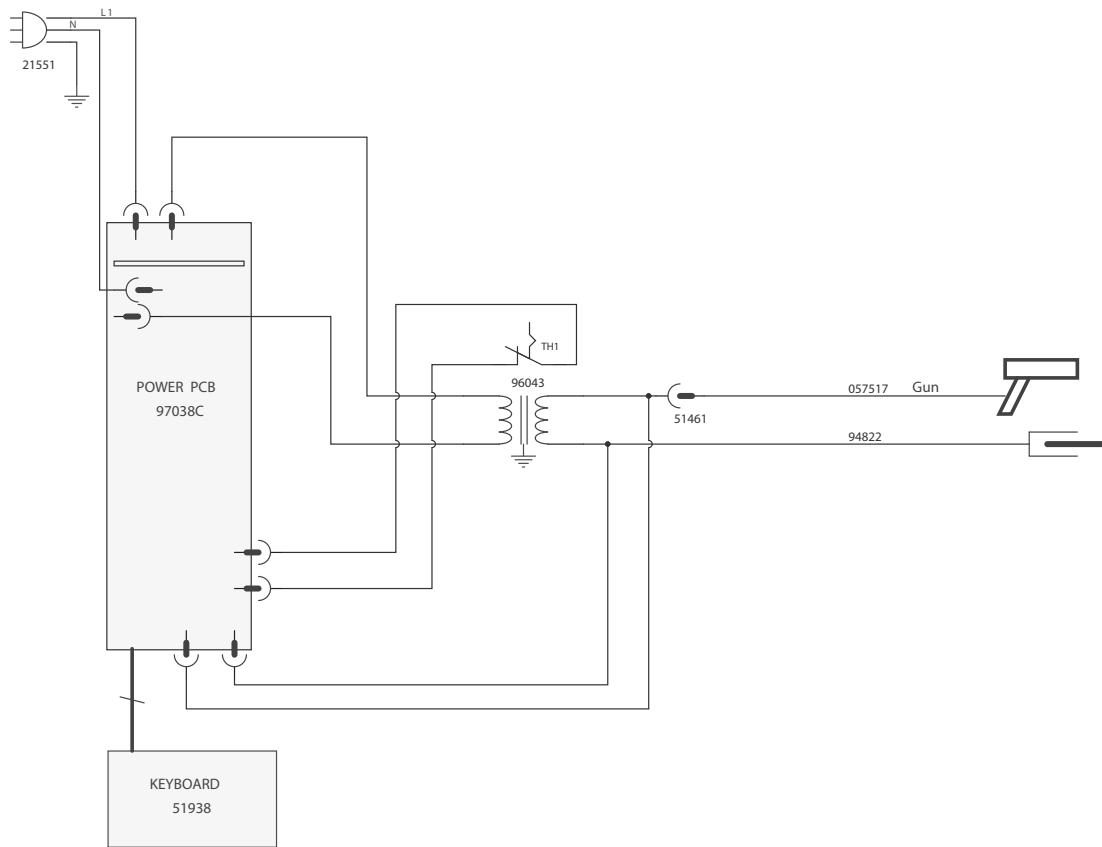 L1
N
21551
TH1
96043
POWER PCB
97038C
057517 Gun
51461
94822
KEYBOARD
51938